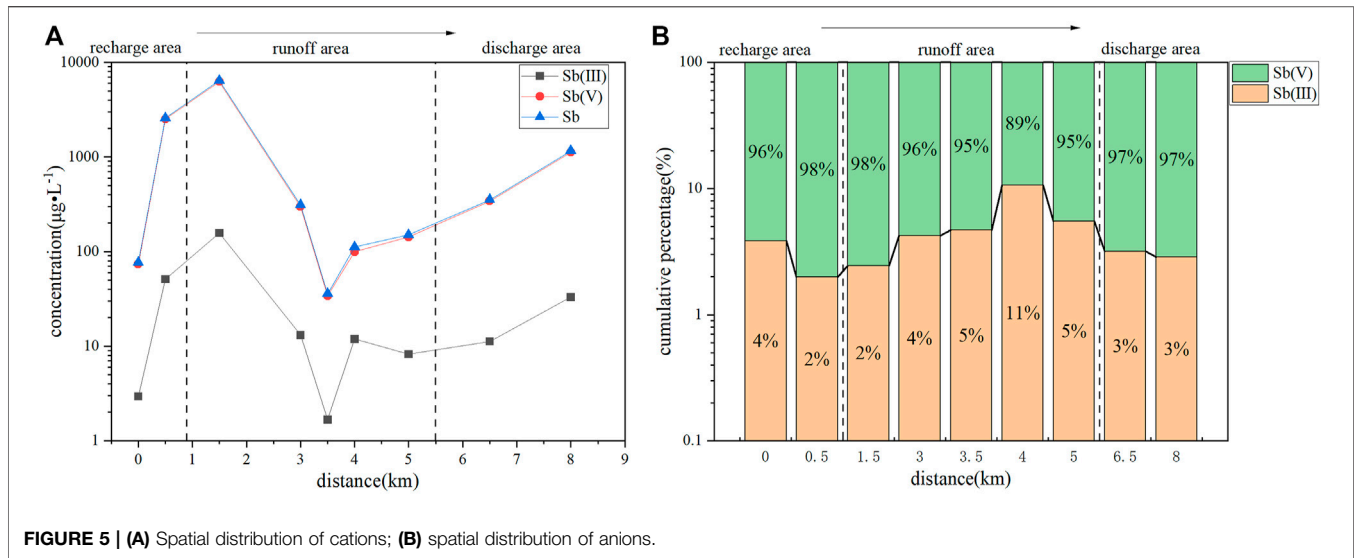 A
recharge area runoff area discharge area
Sb(III)
Sb(V)
Sb
10000
1000
100
10
1
concentration(μg•L⁻¹)
0 1 2 3 4 5 6 7 8 9
distance(km)
B
recharge area runoff area discharge area
Sb(V)
Sb(III)
100
10
1
0.1
cumulative percentage(%)
96% 98% 98% 96% 95% 89% 95% 97% 97%
4% 2% 2% 4% 5% 11% 5% 3% 3%
0 0.5 1.5 3 3.5 4 5 6.5 8
distance(km)
FIGURE 5 | (A) Spatial distribution of cations; (B) spatial distribution of anions.